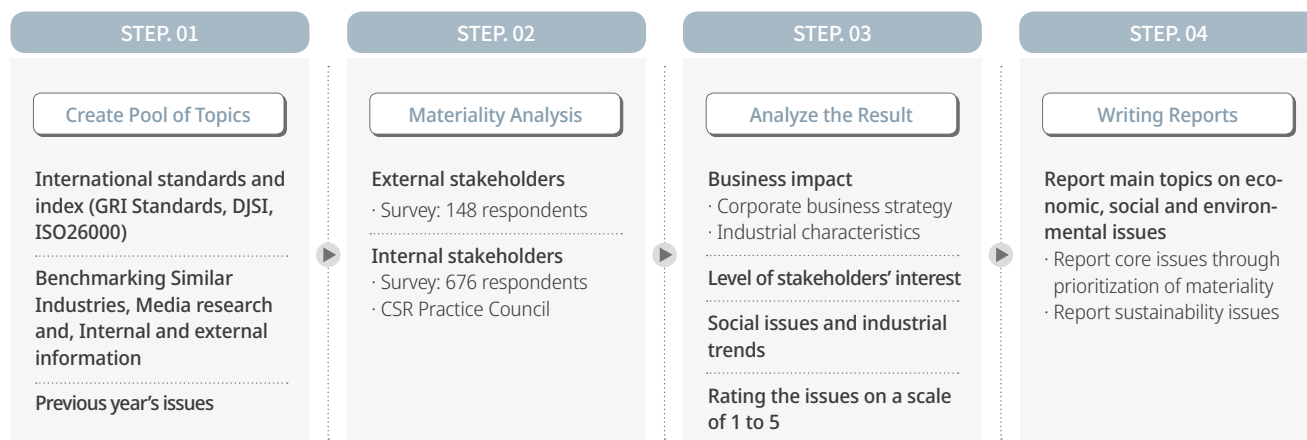 STEP. 01
Create Pool of Topics
International standards and
index (GRI Standards, DJSI,
ISO26000)
Benchmarking Similar
Industries, Media research
and, Internal and external
information
Previous year’s issues
STEP. 02
Materiality Analysis
External stakeholders
· Survey: 148 respondents
Internal stakeholders
· Survey: 676 respondents
· CSR Practice Council
STEP. 03
Analyze the Result
Business impact
· Corporate business strategy
· Industrial characteristics
Level of stakeholders’ interest
Social issues and industrial
trends
Rating the issues on a scale
of 1 to 5
STEP. 04
Writing Reports
Report main topics on eco-
nomic, social and environ-
mental issues
· Report core issues through
prioritization of materiality
· Report sustainability issues